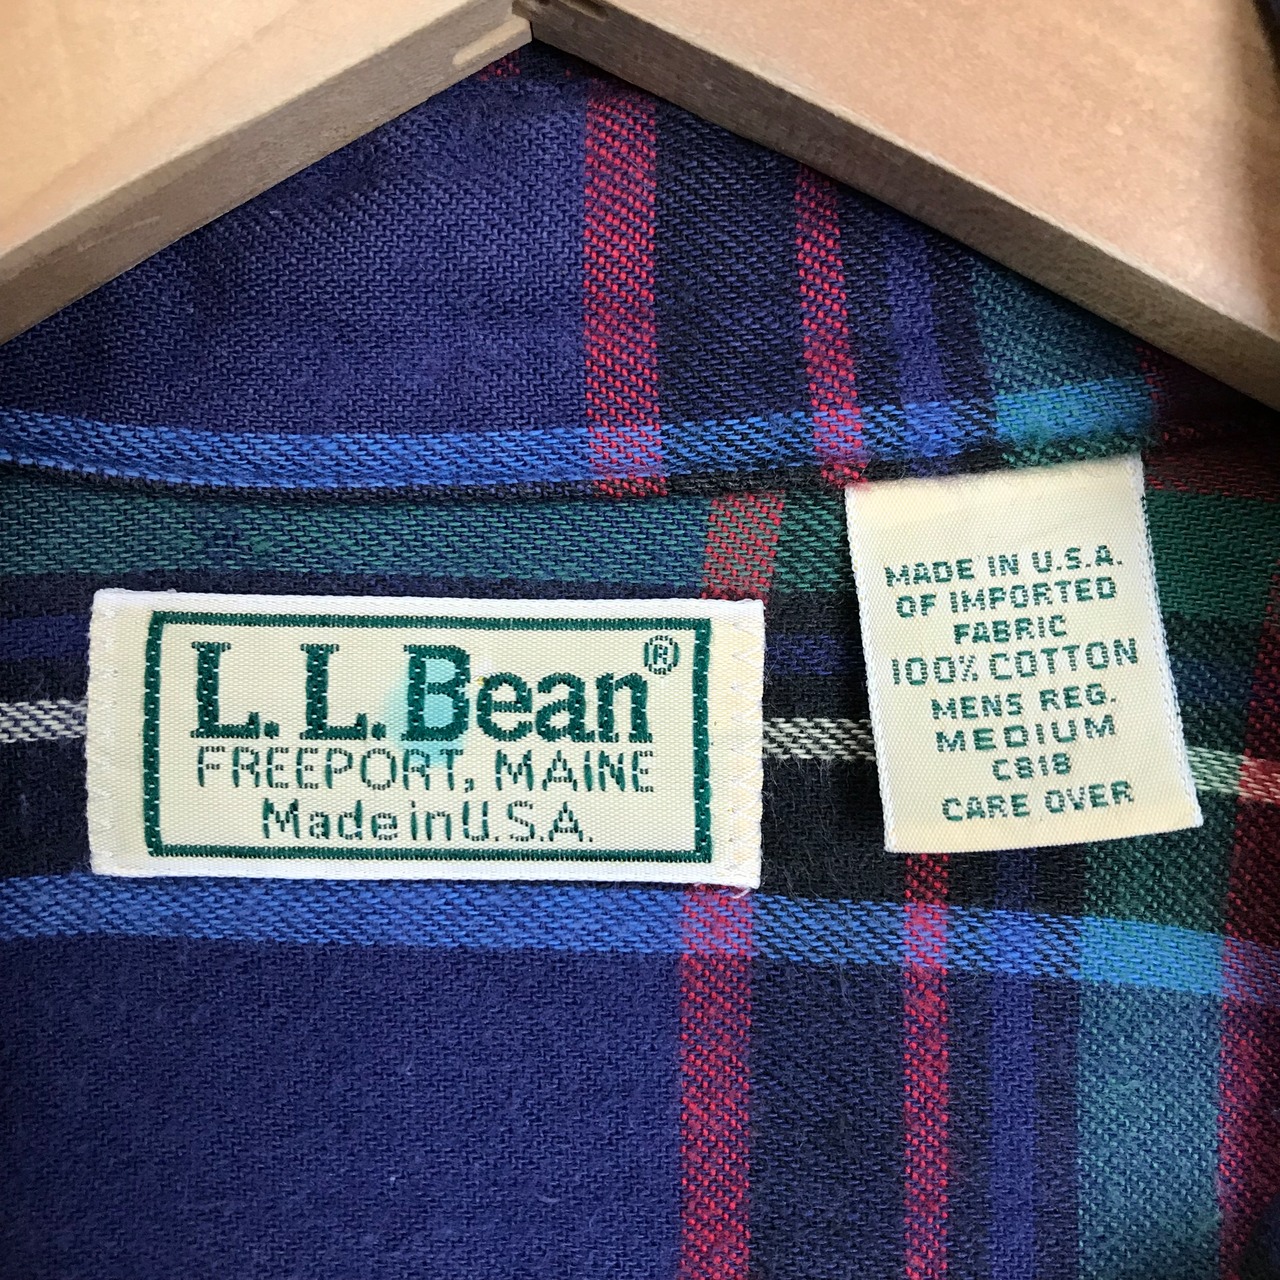 L.L.Bean®
FREEPORT, MAINE
Made in U.S.A.
MADE IN U.S.A.
OF IMPORTED
FABRIC
100% COTTON
MENS REG.
MEDIUM
C818
CARE OVER